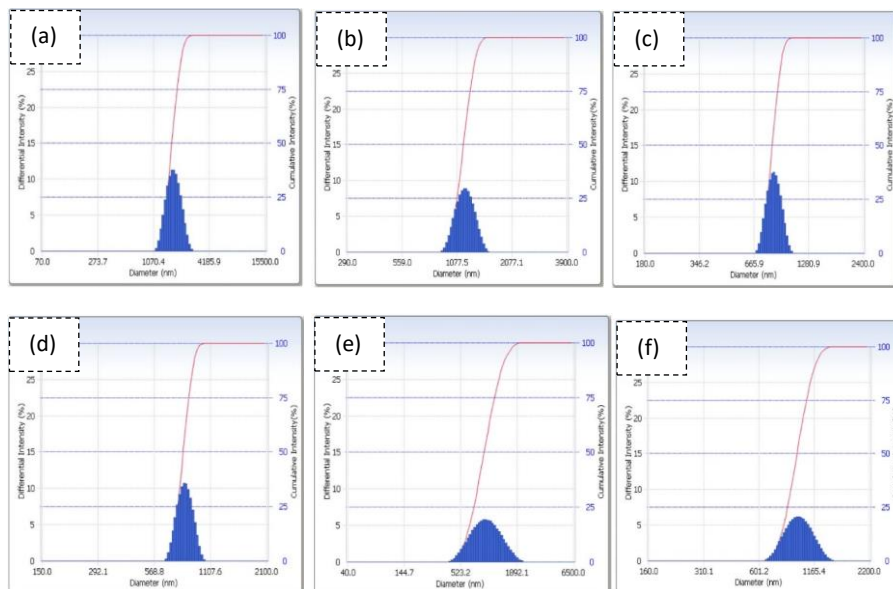 (a)
Differential Intensity (%)
25
20
15
10
5
0
100
75
50
25
0
Cumulative Intensity(%)
70.0 273.7 1070.4 4185.9 15500.0
Diameter (nm)
(b)
Differential Intensity (%)
25
20
15
10
5
0
100
75
50
25
0
Cumulative Intensity(%)
290.0 559.0 1077.5 2077.1 3900.0
Diameter (nm)
(c)
Differential Intensity (%)
25
20
15
10
5
0
100
75
50
25
0
Cumulative Intensity(%)
180.0 346.2 665.9 1280.9 2400.0
Diameter (nm)
(d)
Differential Intensity (%)
25
20
15
10
5
0
100
75
50
25
0
Cumulative Intensity(%)
150.0 292.1 568.8 1107.6 2100.0
Diameter (nm)
(e)
Differential Intensity (%)
25
20
15
10
5
0
100
75
50
25
0
Cumulative Intensity(%)
40.0 144.7 523.2 1892.1 6500.0
Diameter (nm)
(f)
Differential Intensity (%)
25
20
15
10
5
0
100
75
50
25
0
160.0 310.1 601.2 1165.4 2200.0
Diameter (nm)